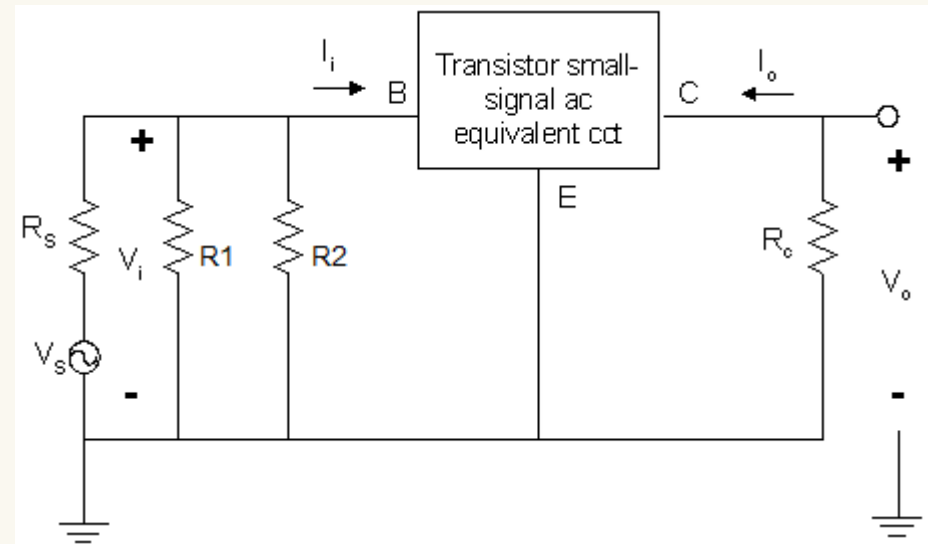 Transistor small-
signal ac
equivalent cct
Ii
B
C
Io
+
+
E
Rs
Vi
R1
R2
Rc
Vo
Vs
-
-